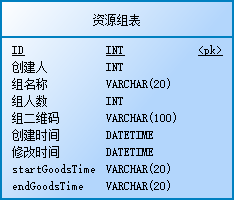 资源组表
ID INT <pk>
创建人 INT
组名称 VARCHAR(20)
组人数 INT
组二维码 VARCHAR(100)
创建时间 DATETIME
修改时间 DATETIME
startGoodsTime VARCHAR(20)
endGoodsTime VARCHAR(20)